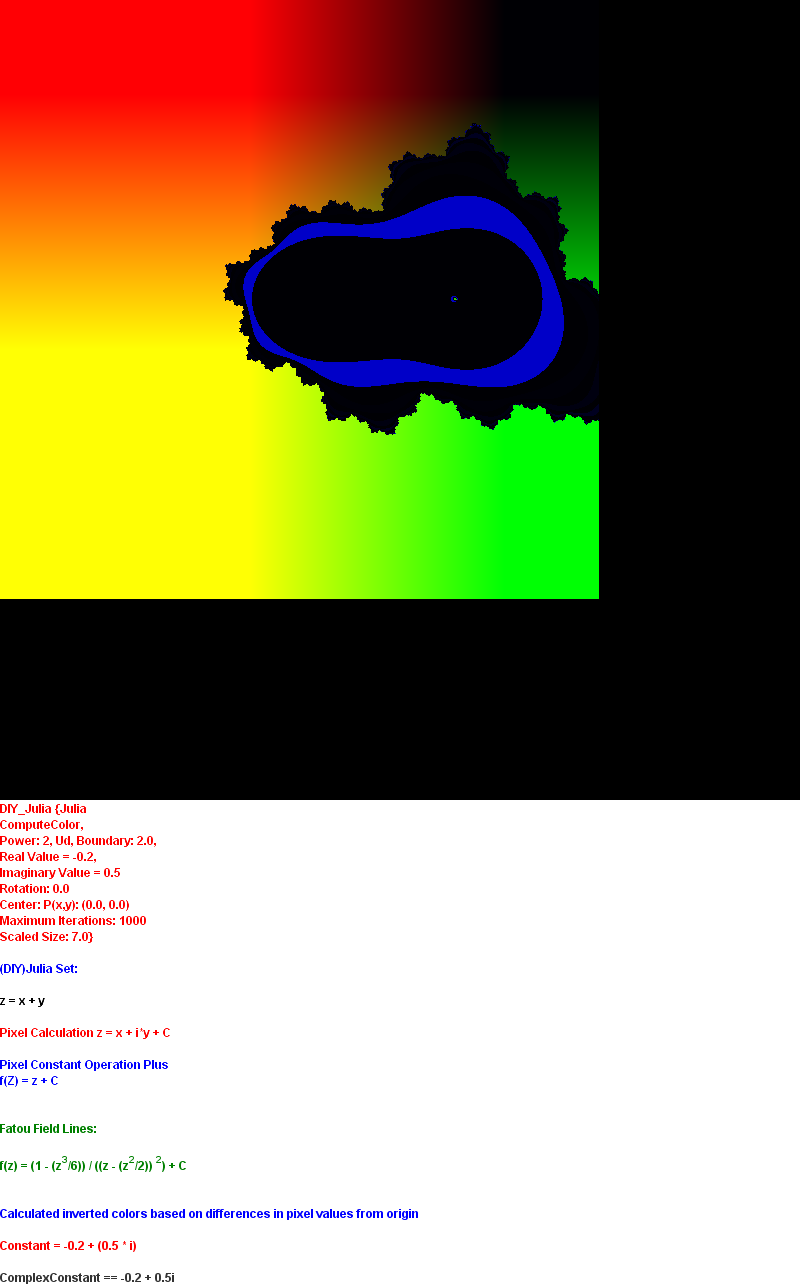 DIY_Julia {Julia
ComputeColor,
Power: 2, Ud, Boundary: 2.0,
Real Value = -0.2,
Imaginary Value = 0.5
Rotation: 0.0
Center: P(x,y): (0.0, 0.0)
Maximum Iterations: 1000
Scaled Size: 7.0}
(DIY)Julia Set:
z = x + y
Pixel Calculation z = x + i*y + C
Pixel Constant Operation Plus
f(Z) = z + C
Fatou Field Lines:
f(z) = (1 - (z^3/6)) / ((z - (z^2/2)) ^2) + C
Calculated inverted colors based on differences in pixel values from origin
Constant = -0.2 + (0.5 * i)
ComplexConstant == -0.2 + 0.5i